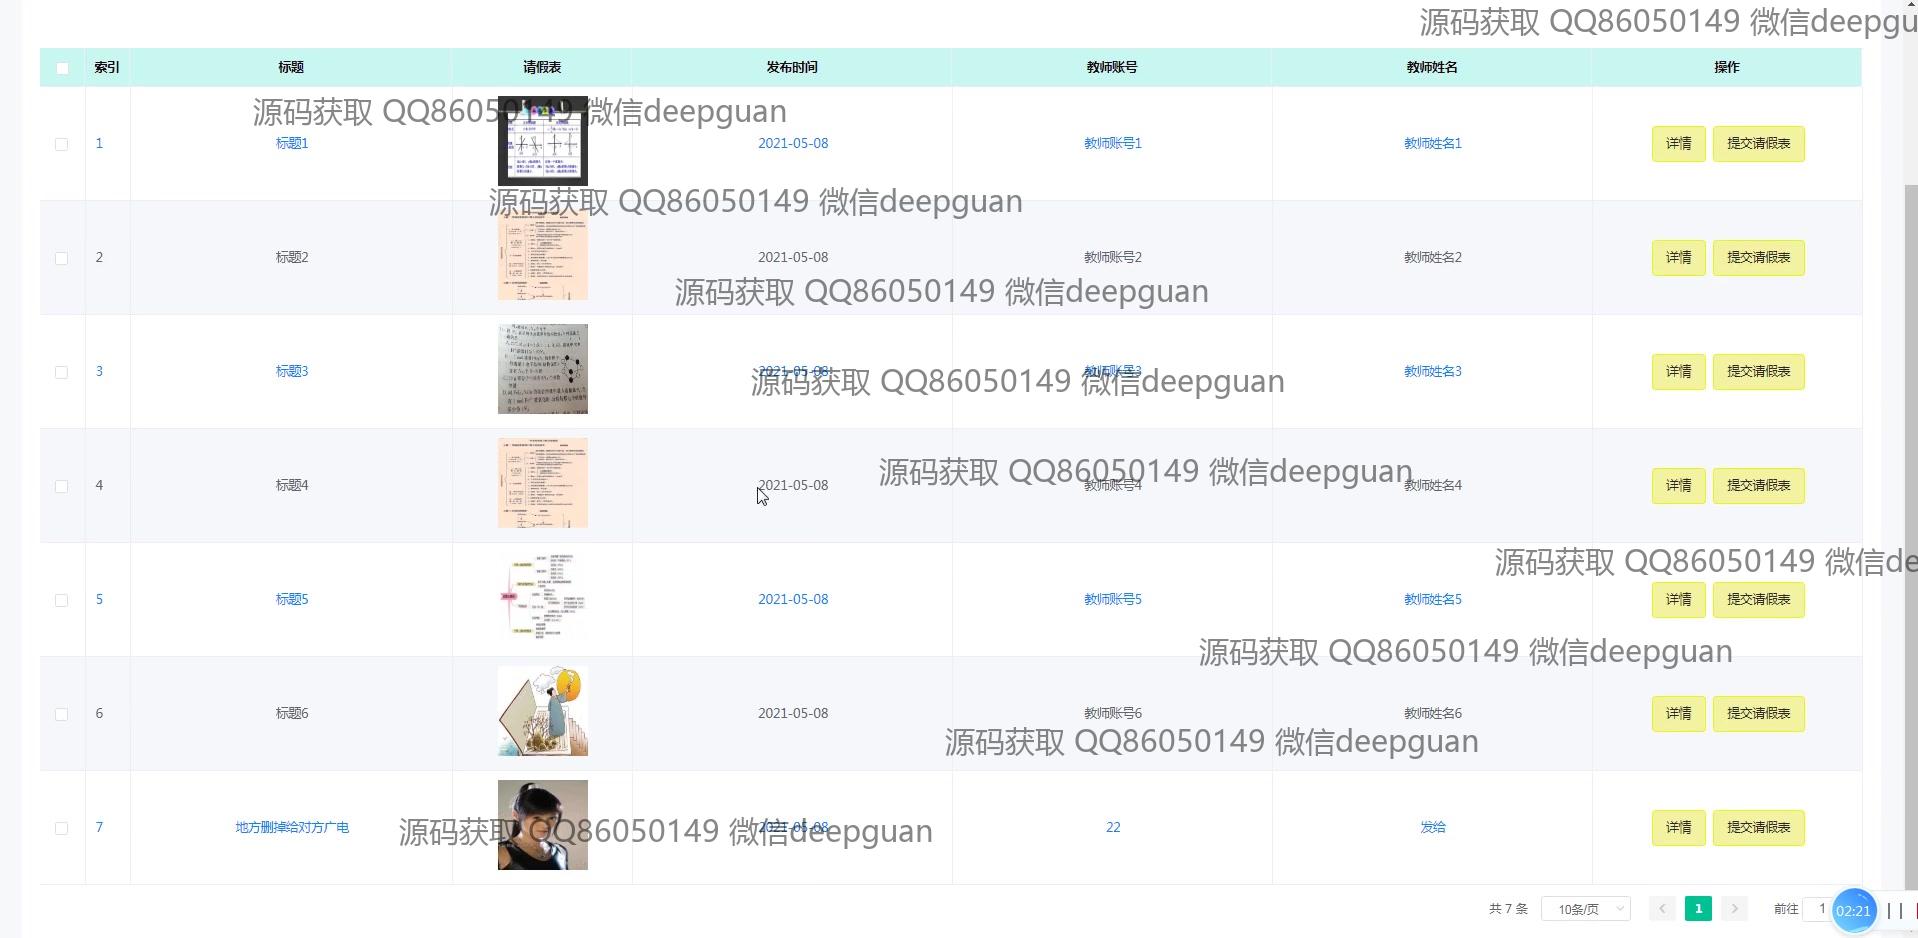 源码获取 QQ86050149 微信deepgu
索引 标题 请假表 发布时间 教师账号 教师姓名 操作
源码获取 QQ86050149 微信deepguan
1 标题1 2021-05-08 教师账号1 教师姓名1 详情 提交请假表
源码获取 QQ86050149 微信deepguan
2 标题2 2021-05-08 教师账号2 教师姓名2 详情 提交请假表
源码获取 QQ86050149 微信deepguan
3 标题3 2021-05-08 教师账号3 教师姓名3 详情 提交请假表
源码获取 QQ86050149 微信deepguan
源码获取 QQ86050149 微信deepguan
4 标题4 2021-05-08 教师账号4 教师姓名4 详情 提交请假表
源码获取 QQ86050149 微信de
5 标题5 2021-05-08 教师账号5 教师姓名5 详情 提交请假表
源码获取 QQ86050149 微信deepguan
6 标题6 2021-05-08 教师账号6 教师姓名6 详情 提交请假表
源码获取 QQ86050149 微信deepguan
7 地方删掉给对方广电 2021-05-08 22 发给 详情 提交请假表
源码获取 QQ86050149 微信deepguan
共 7 条 10条/页 1 前往 1 02:21